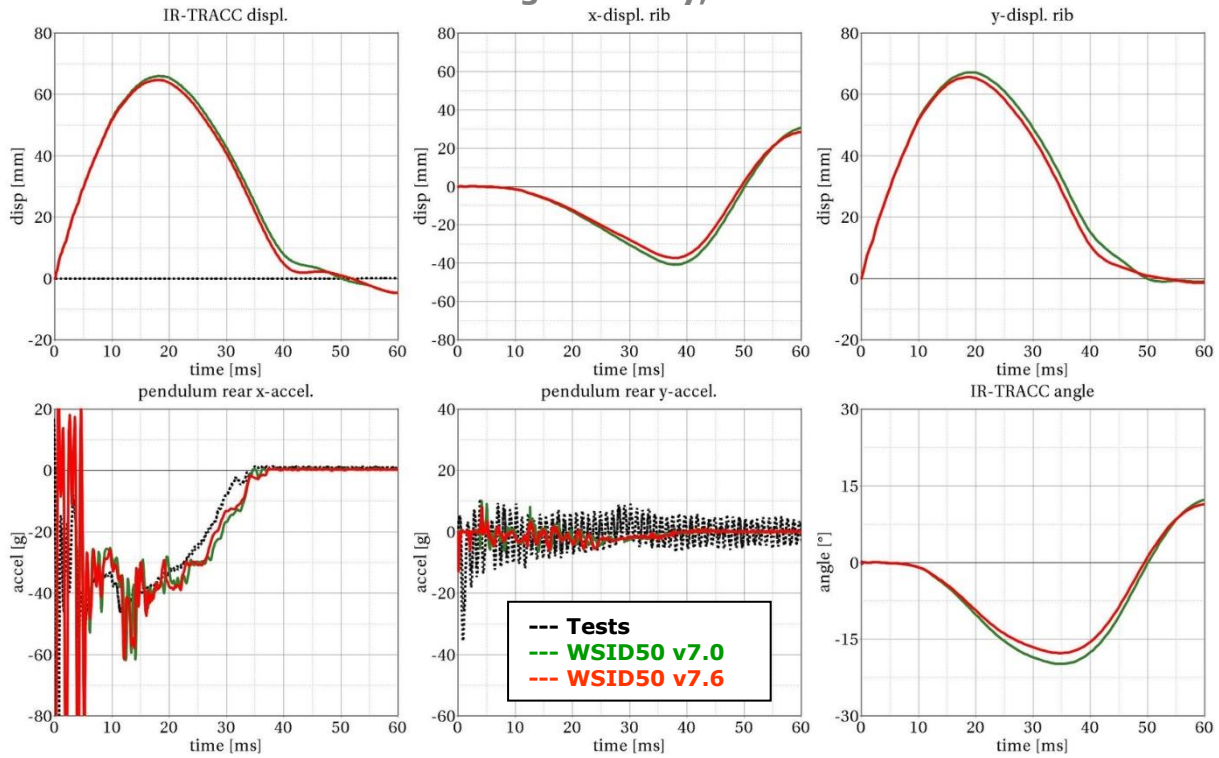 IR-TRACC displ. x-displ. rib y-displ. rib
80 80 80
60 60 60
40 40
40 20 40
disp [mm] disp [mm] disp [mm]
20 0 20
-20
0 -40 0
-60
-20 -80 -20
0 10 20 30 40 50 60 0 10 20 30 40 50 60 0 10 20 30 40 50 60
time [ms] time [ms] time [ms]
pendulum rear x-accel. pendulum rear y-accel. IR-TRACC angle
20 40 30
0 20 15
-20 0 0
accel [g] accel [g] angle [°]
-40 -20
-60 -40 -15
-80 -60 -30
0 10 20 30 40 50 60 0 10 20 30 40 50 60 0 10 20 30 40 50 60
time [ms] time [ms] time [ms]
--- Tests
--- WSID50 v7.0
--- WSID50 v7.6